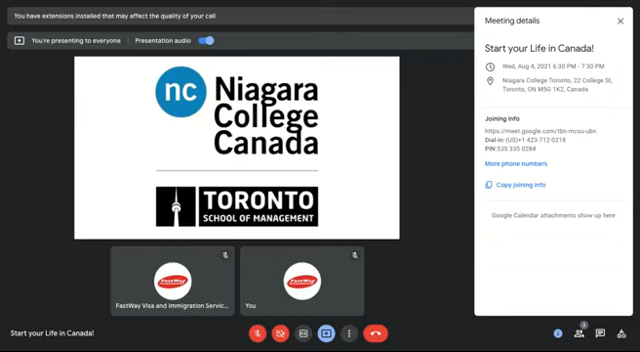 You have extensions installed that may affect the quality of your call
You're presenting to everyone
Presentation audio
nc
Niagara
College
Canada
TORONTO
SCHOOL OF MANAGEMENT
FastWay Visa and Immigration Servic...
You
Start your Life in Canada!
Meeting details
Start your Life in Canada!
Wed, Aug 4, 2021 6:30 PM - 7:30 PM
Niagara College Toronto, 22 College St,
Toronto, ON M5G 1K2, Canada
Joining info
https://meet.google.com/tbn-mcsu-ubn
Dial-in: (US) +1 423-712-0218
PIN: 535 335 028#
More phone numbers
Copy joining info
Google Calendar attachments show up here